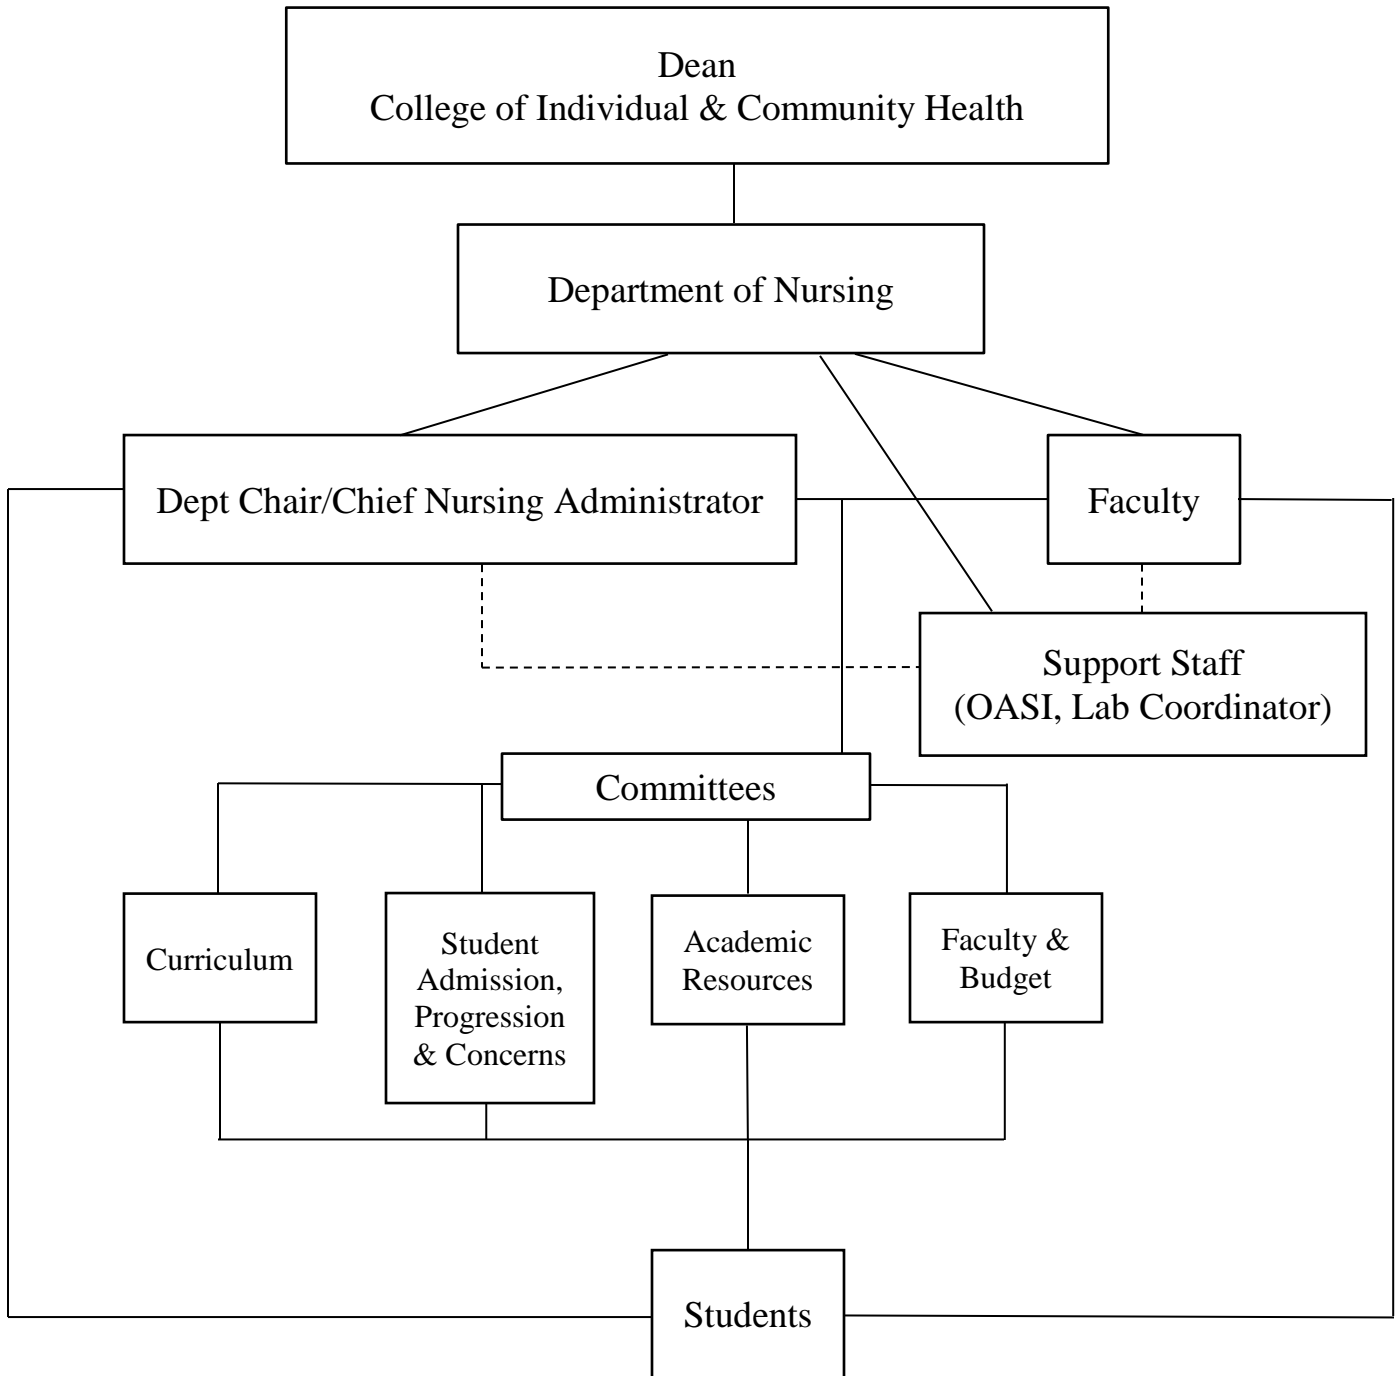 Dean
College of Individual & Community Health
Department of Nursing
Dept Chair/Chief Nursing Administrator
Faculty
Support Staff
(OASI, Lab Coordinator)
Committees
Curriculum
Student
Admission,
Progression
& Concerns
Academic
Resources
Faculty &
Budget
Students